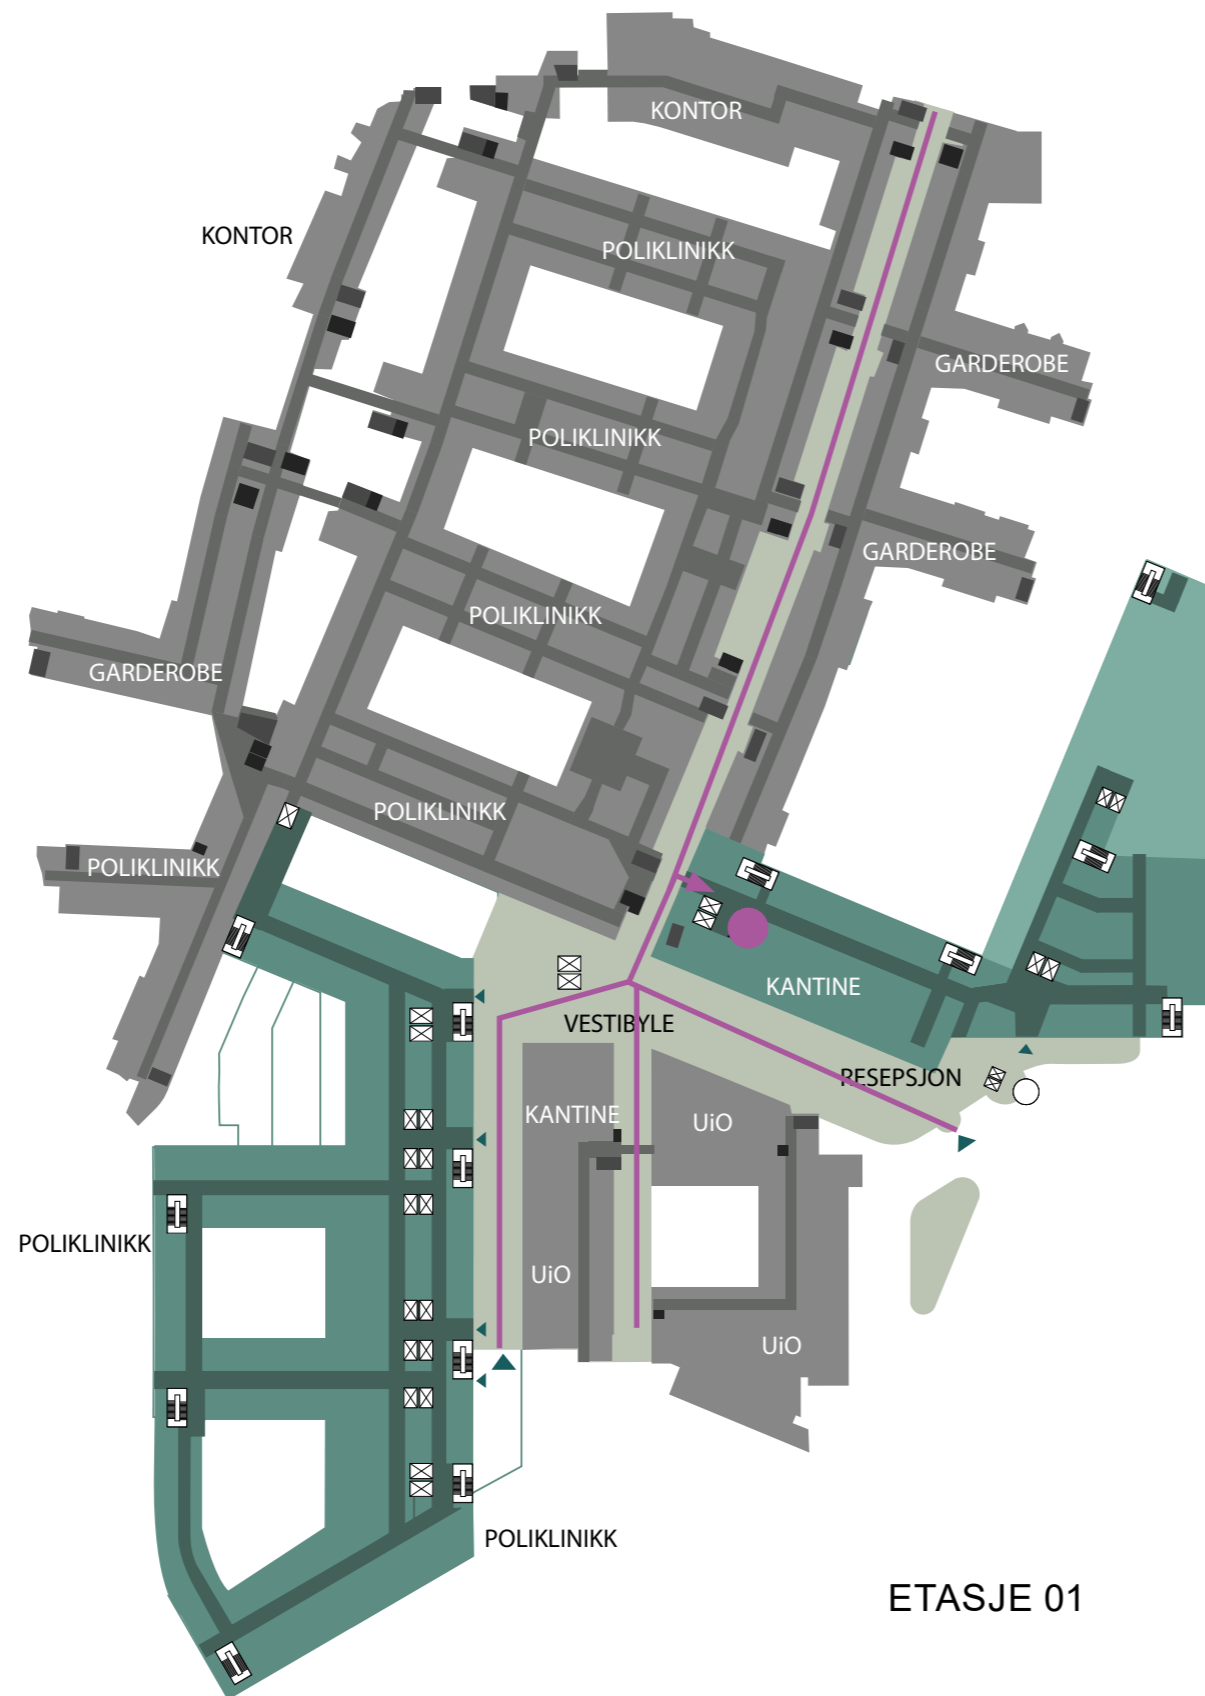 KONTOR
KONTOR
POLIKLINIKK
GARDEROBE
POLIKLINIKK
GARDEROBE
POLIKLINIKK
GARDEROBE
POLIKLINIKK
POLIKLINIKK
KANTINE
VESTIBYLE
RESEPSJON
KANTINE
UiO
POLIKLINIKK
UiO
UiO
POLIKLINIKK
ETASJE 01